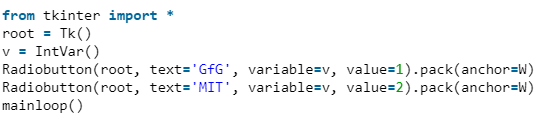 from tkinter import *
root = Tk()
v = IntVar()
Radiobutton(root, text='GfG', variable=v, value=1).pack(anchor=W)
Radiobutton(root, text='MIT', variable=v, value=2).pack(anchor=W)
mainloop()